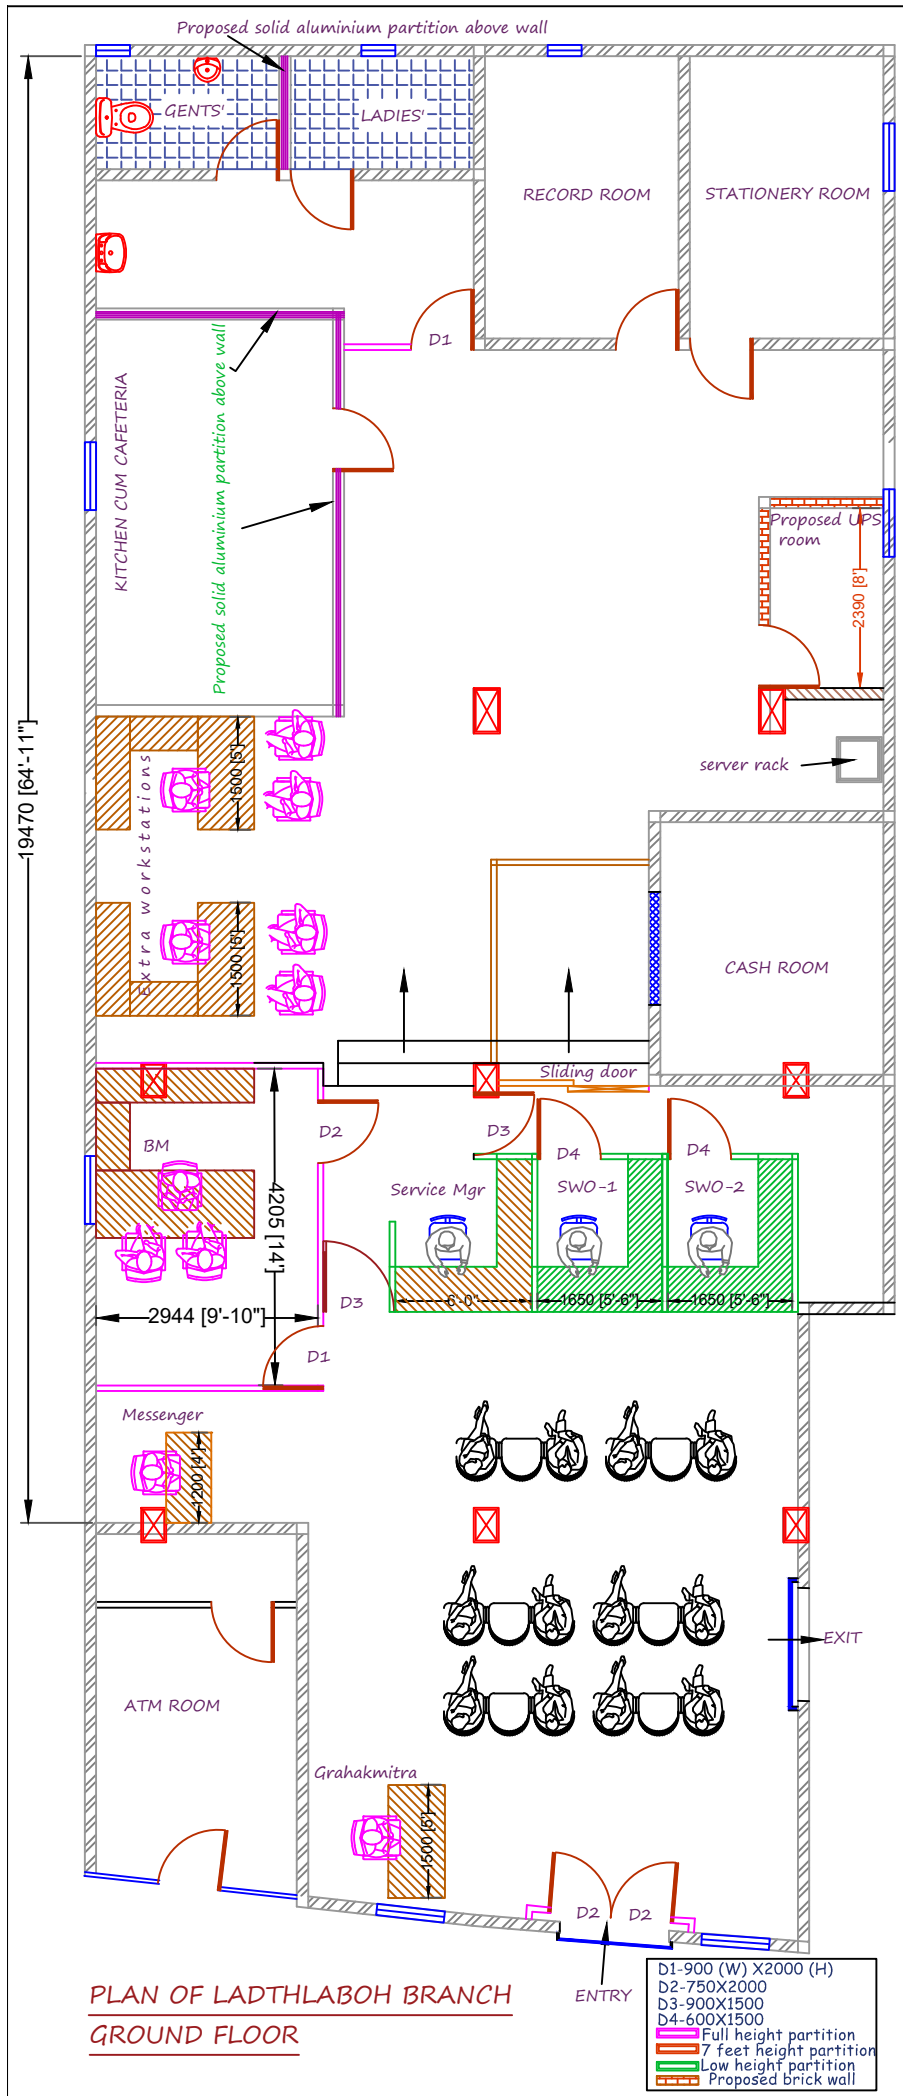 Proposed solid aluminium partition above wall
GENTS'
LADIES'
RECORD ROOM
STATIONERY ROOM
D1
KITCHEN CUM CAFETERIA
Proposed solid aluminium partition above wall
Proposed UPS
room
2390 [8']
19470 [64'-11"]
server rack
1500 [5']
Extra workstations
1500 [5']
CASH ROOM
Sliding door
BM
D2
D3
D4
D4
Service Mgr
SWO-1
SWO-2
4205 [14']
2944 [9'-10"]
D3
6'-0"
1650 [5'-6"]
1650 [5'-6"]
D1
Messenger
1200 [4']
EXIT
ATM ROOM
Grahakmitra
1500 [5']
D2
D2
ENTRY
PLAN OF LADTHLABOH BRANCH
GROUND FLOOR
D1-900 (W) X2000 (H)
D2-750X2000
D3-900X1500
D4-600X1500
Full height partition
7 feet height partition
Low height partition
Proposed brick wall